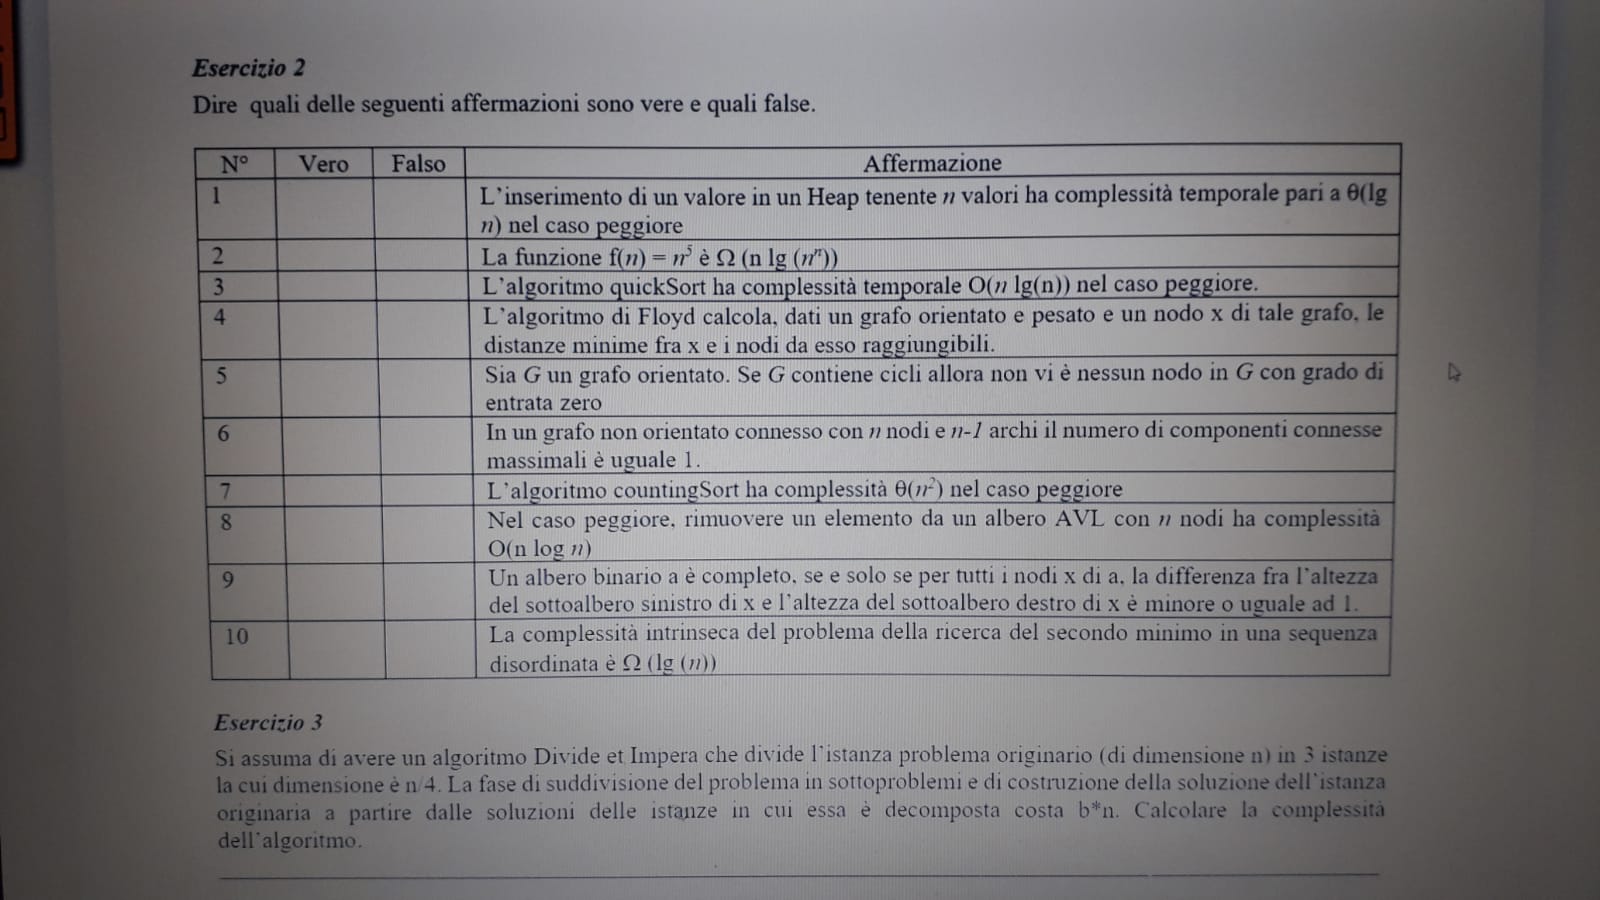 Esercizio 2
Dire quali delle seguenti affermazioni sono vere e quali false.
N° Vero Falso Affermazione
1 L'inserimento di un valore in un Heap tenente n valori ha complessità temporale pari a θ(lg
n) nel caso peggiore
2 La funzione f(n) = n⁵ è Ω (n lg (nⁿ))
3 L'algoritmo quickSort ha complessità temporale O(n lg(n)) nel caso peggiore.
4 L'algoritmo di Floyd calcola, dati un grafo orientato e pesato e un nodo x di tale grafo, le
distanze minime fra x e i nodi da esso raggiungibili.
5 Sia G un grafo orientato. Se G contiene cicli allora non vi è nessun nodo in G con grado di
entrata zero
6 In un grafo non orientato connesso con n nodi e n-1 archi il numero di componenti connesse
massimali è uguale 1.
7 L'algoritmo countingSort ha complessità θ(n²) nel caso peggiore
8 Nel caso peggiore, rimuovere un elemento da un albero AVL con n nodi ha complessità
O(n log n)
9 Un albero binario a è completo, se e solo se per tutti i nodi x di a, la differenza fra l'altezza
del sottoalbero sinistro di x e l'altezza del sottoalbero destro di x è minore o uguale ad 1.
10 La complessità intrinseca del problema della ricerca del secondo minimo in una sequenza
disordinata è Ω (lg (n))
Esercizio 3
Si assuma di avere un algoritmo Divide et Impera che divide l'istanza problema originario (di dimensione n) in 3 istanze
la cui dimensione è n/4. La fase di suddivisione del problema in sottoproblemi e di costruzione della soluzione dell'istanza
originaria a partire dalle soluzioni delle istanze in cui essa è decomposta costa b*n. Calcolare la complessità
dell'algoritmo.